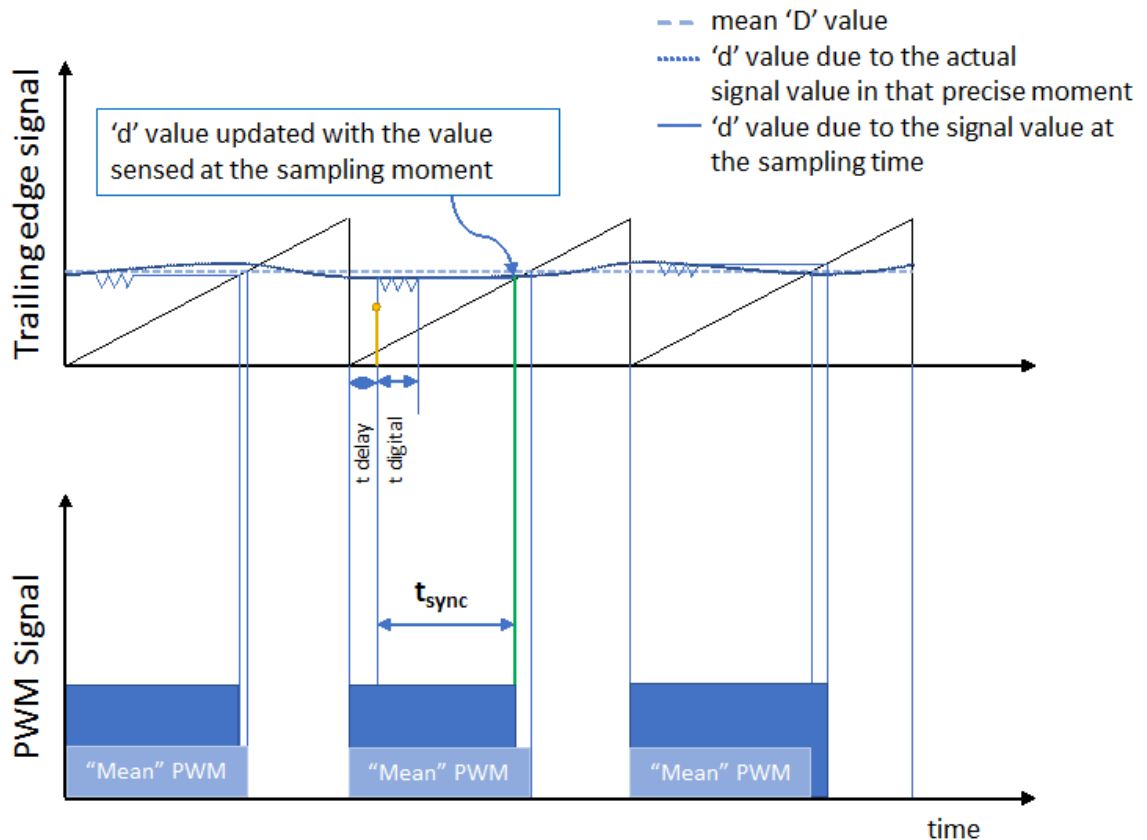 mean ‘D’ value
‘d’ value due to the actual
signal value in that precise moment
‘d’ value due to the signal value at
the sampling time
Trailing edge signal
‘d’ value updated with the value
sensed at the sampling moment
t delay
t digital
PWM Signal
tsync
“Mean” PWM
“Mean” PWM
“Mean” PWM
time